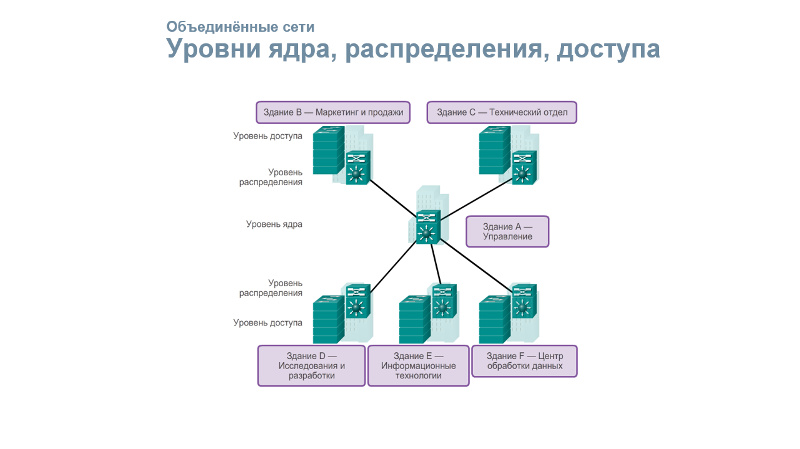 Объединённые сети
Уровни ядра, распределения, доступа
Здание B — Маркетинг и продажи
Здание C — Технический отдел
Уровень доступа
Уровень
распределения
Уровень ядра
Здание A —
Управление
Уровень
распределения
Уровень доступа
Здание D —
Исследования и
разработки
Здание E —
Информационные
технологии
Здание F — Центр
обработки данных